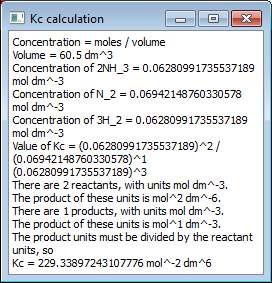 Kc calculation
Concentration = moles / volume
Volume = 60.5 dm^3
Concentration of 2NH_3 = 0.06280991735537189
mol dm^-3
Concentration of N_2 = 0.06942148760330578
mol dm^-3
Concentration of 3H_2 = 0.06280991735537189
mol dm^-3
Value of Kc = (0.06280991735537189)^2 /
(0.06942148760330578)^1
(0.06280991735537189)^3
There are 2 reactants, with units mol dm^-3.
The product of these units is mol^2 dm^-6.
There are 1 products, with units mol dm^-3.
The product of these units is mol^1 dm^-3.
The product units must be divided by the reactant
units, so
Kc = 229.33897243107776 mol^-2 dm^6